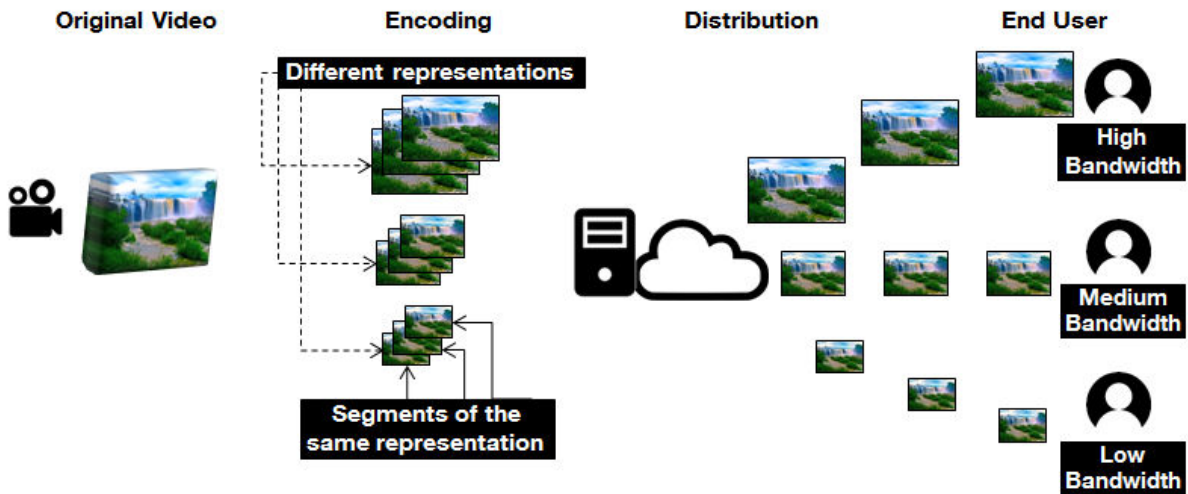 Original Video
Encoding
Distribution
End User
Different representations
High
Bandwidth
Medium
Bandwidth
Segments of the
same representation
Low
Bandwidth